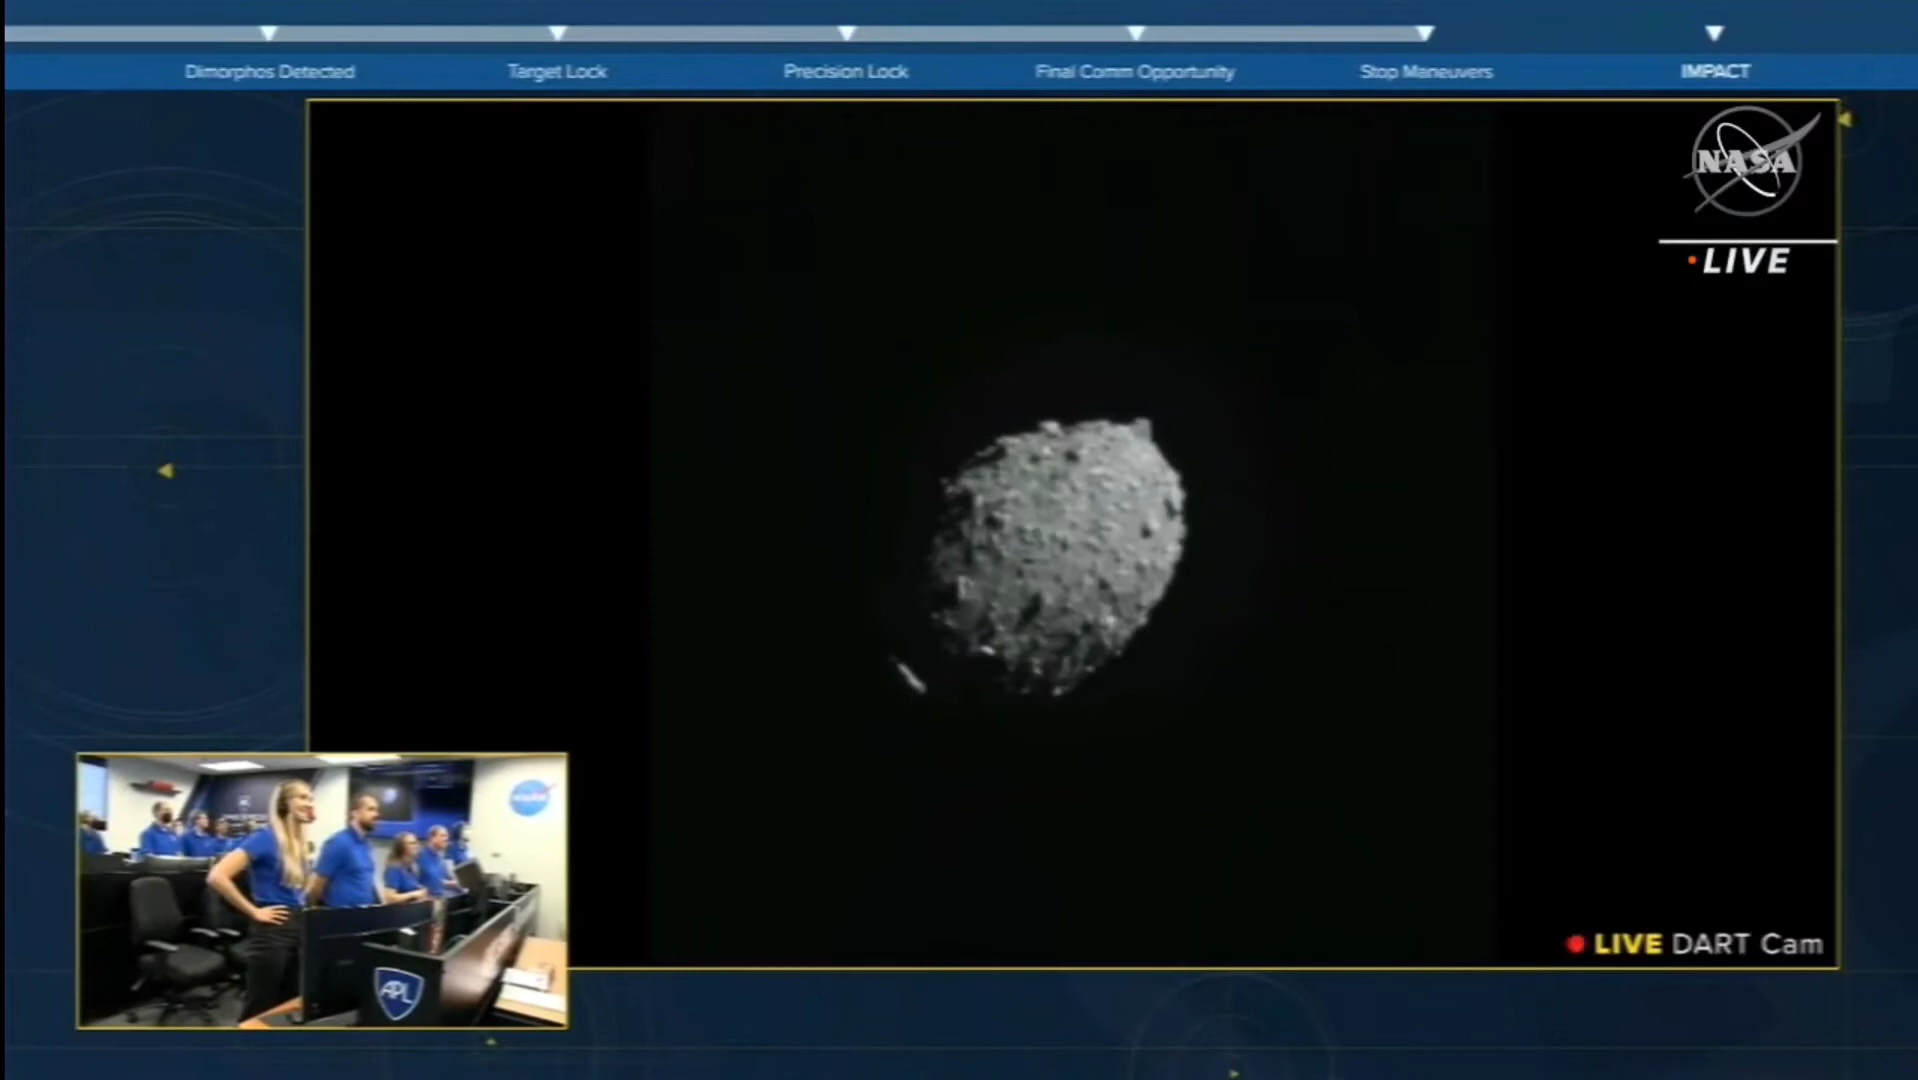 Dimorphos Detected
Target Lock
Precision Lock
Final Comm Opportunity
Stop Maneuvers
IMPACT
NASA
LIVE
LIVE DART Cam
APL